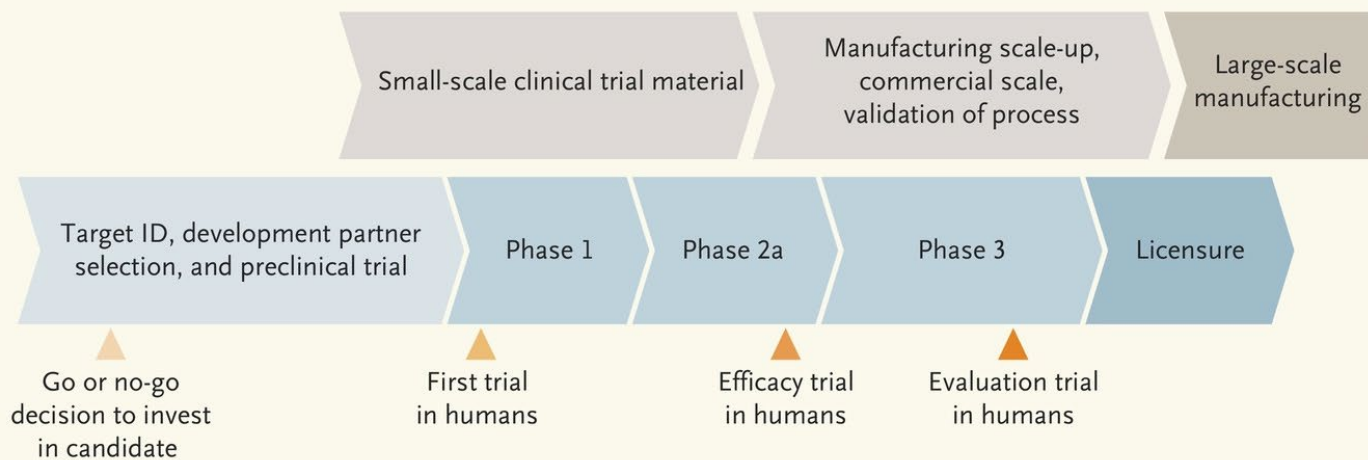 Small-scale clinical trial material
Manufacturing scale-up,
commercial scale,
validation of process
Large-scale
manufacturing
Target ID, development partner
selection, and preclinical trial
Phase 1
Phase 2a
Phase 3
Licensure
Go or no-go
decision to invest
in candidate
First trial
in humans
Efficacy trial
in humans
Evaluation trial
in humans